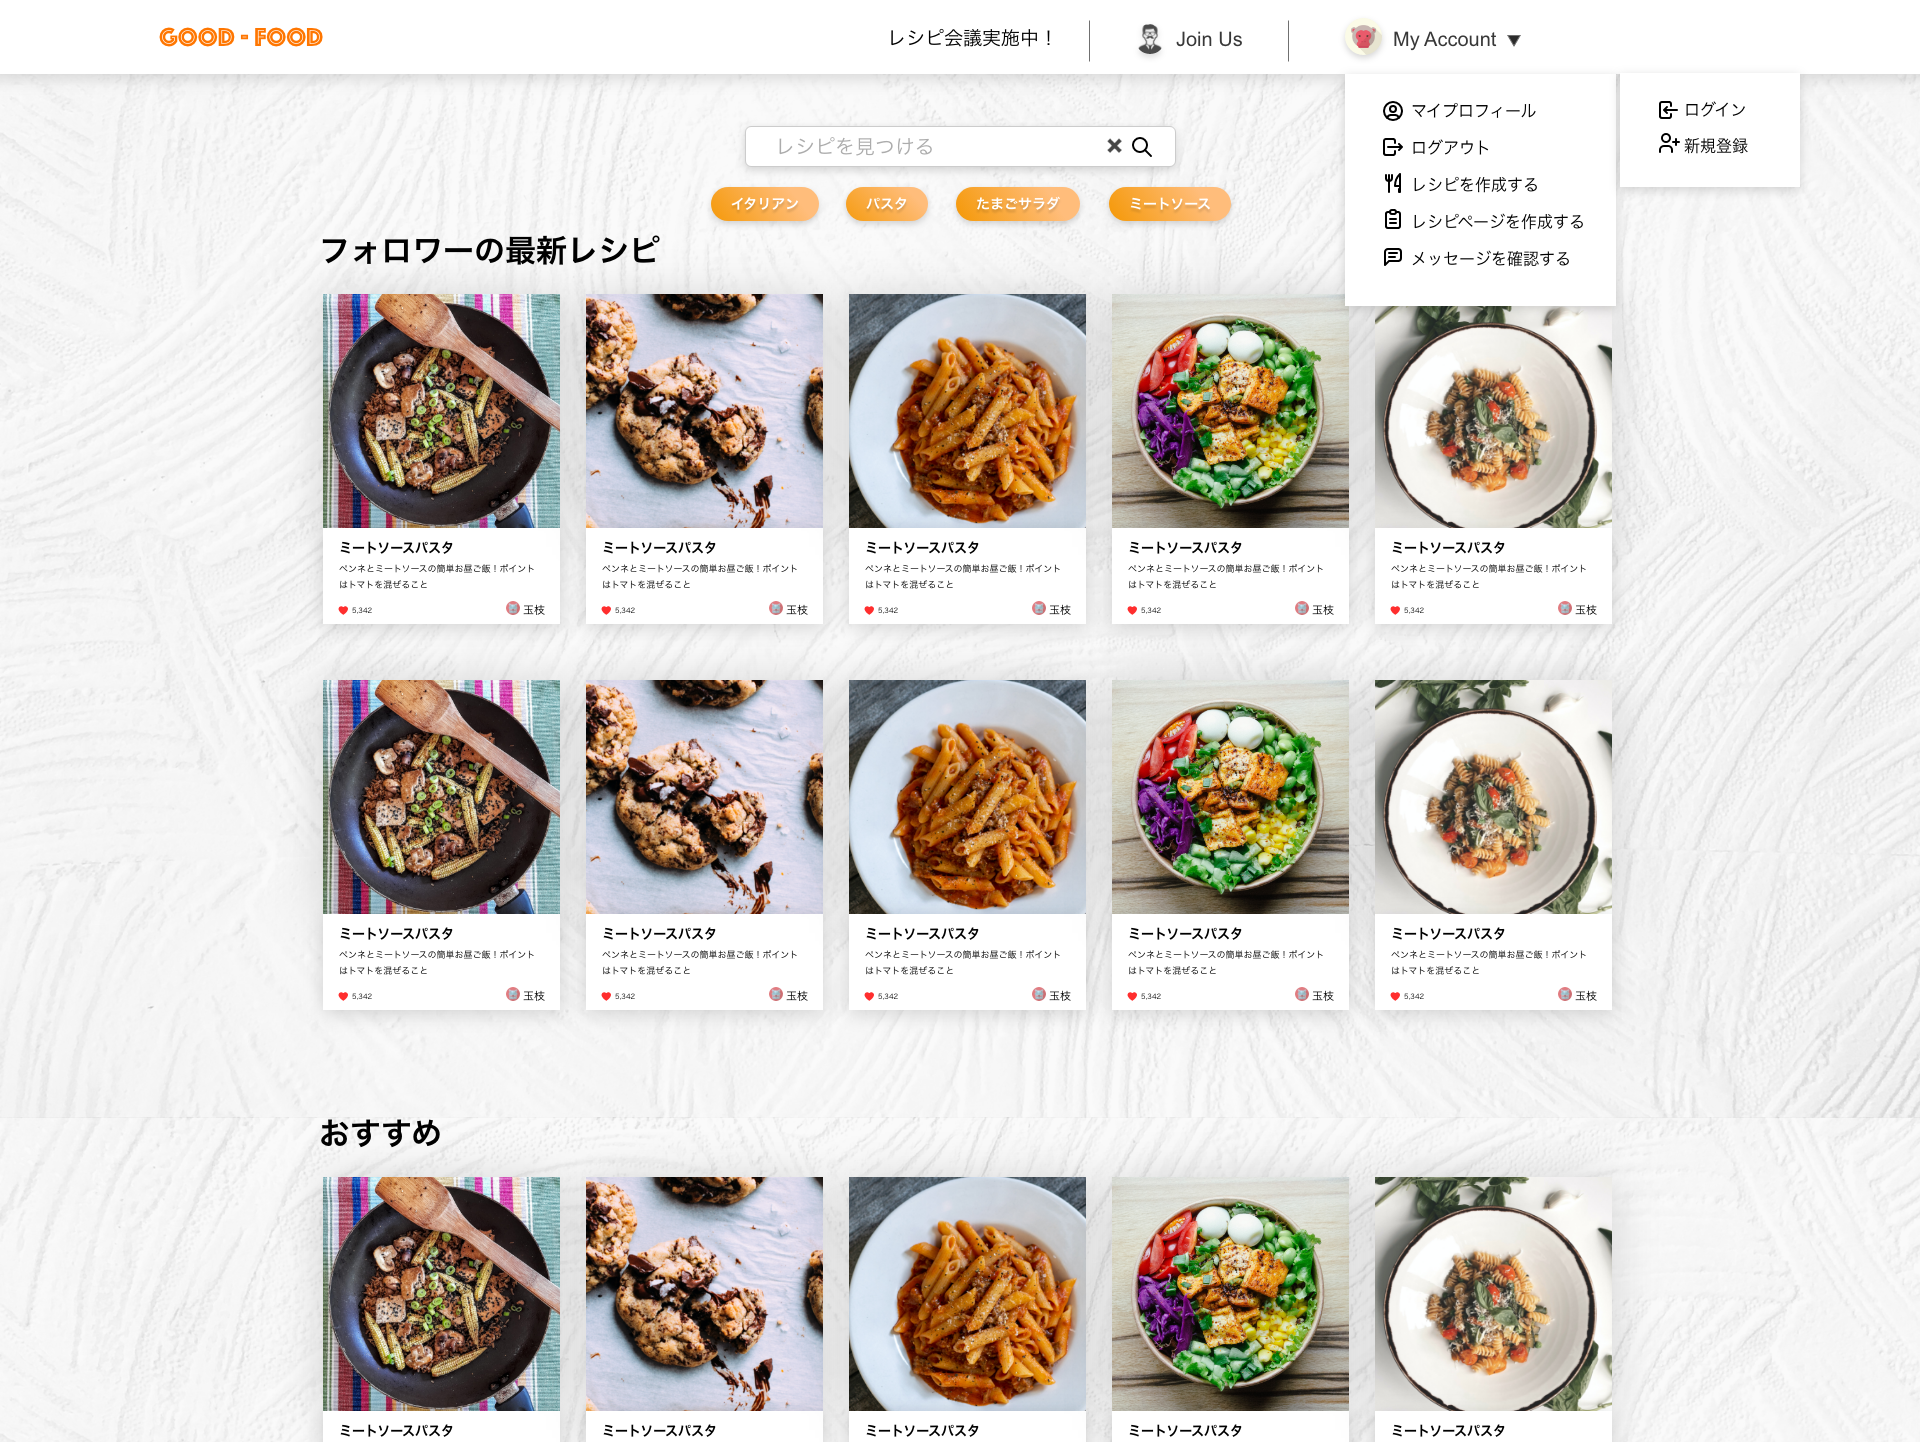 GOOD - FOOD
レシピ会議実施中！
Join Us
My Account ▼
マイプロフィール
ログアウト
レシピを作成する
レシピページを作成する
メッセージを確認する
ログイン
新規登録
レシピを見つける
イタリアン
パスタ
たまごサラダ
ミートソース
フォロワーの最新レシピ
ミートソースパスタ
ペンネとミートソースの簡単お昼ご飯！ポイント
はトマトを混ぜること
5,342
玉枝
ミートソースパスタ
ペンネとミートソースの簡単お昼ご飯！ポイント
はトマトを混ぜること
5,342
玉枝
ミートソースパスタ
ペンネとミートソースの簡単お昼ご飯！ポイント
はトマトを混ぜること
5,342
玉枝
ミートソースパスタ
ペンネとミートソースの簡単お昼ご飯！ポイント
はトマトを混ぜること
5,342
玉枝
ミートソースパスタ
ペンネとミートソースの簡単お昼ご飯！ポイント
はトマトを混ぜること
5,342
玉枝
ミートソースパスタ
ペンネとミートソースの簡単お昼ご飯！ポイント
はトマトを混ぜること
5,342
玉枝
ミートソースパスタ
ペンネとミートソースの簡単お昼ご飯！ポイント
はトマトを混ぜること
5,342
玉枝
ミートソースパスタ
ペンネとミートソースの簡単お昼ご飯！ポイント
はトマトを混ぜること
5,342
玉枝
ミートソースパスタ
ペンネとミートソースの簡単お昼ご飯！ポイント
はトマトを混ぜること
5,342
玉枝
ミートソースパスタ
ペンネとミートソースの簡単お昼ご飯！ポイント
はトマトを混ぜること
5,342
玉枝
おすすめ
ミートソースパスタ
ミートソースパスタ
ミートソースパスタ
ミートソースパスタ
ミートソースパスタ